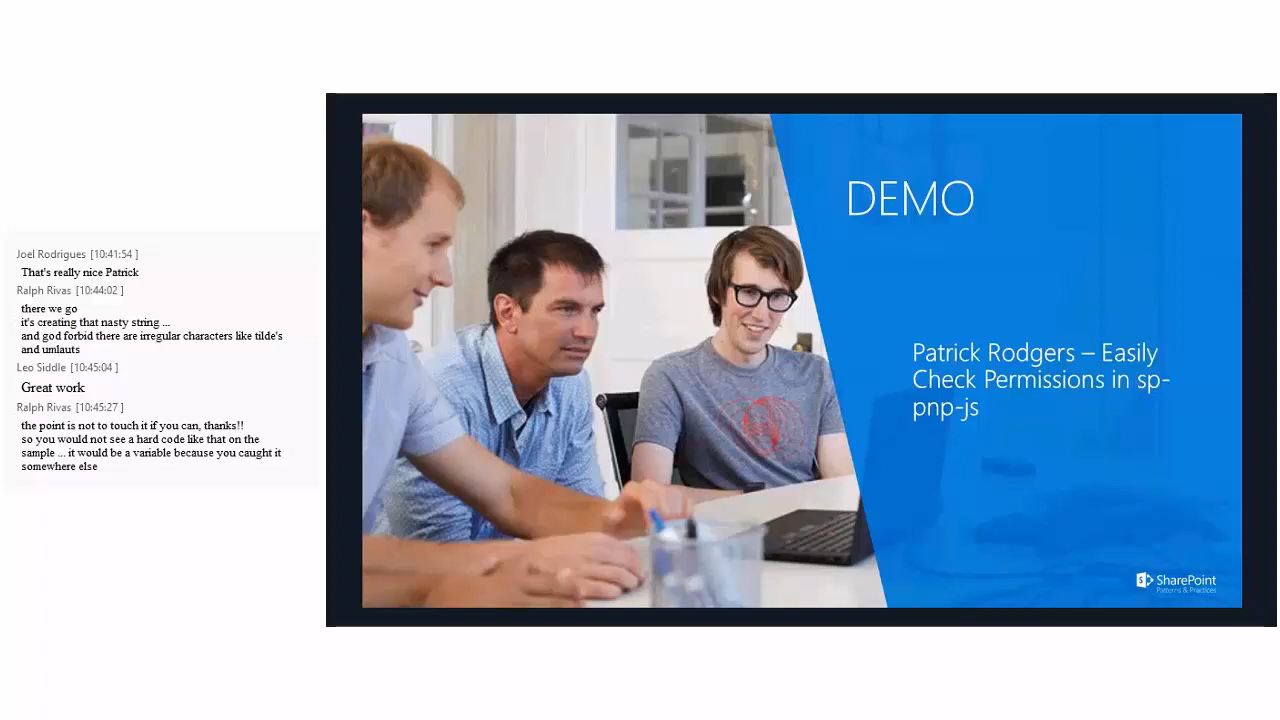 Joel Rodrigues [10:41:54 ]
That's really nice Patrick
Ralph Rivas [10:44:02 ]
there we go
it's creating that nasty string ...
and god forbid there are irregular characters like tilde's
and umlauts
Leo Siddle [10:45:04 ]
Great work
Ralph Rivas [10:45:27 ]
the point is not to touch it if you can, thanks!!
so you would not see a hard code like that on the
sample ... it would be a variable because you caught it
somewhere else
DEMO
Patrick Rodgers – Easily
Check Permissions in sp-
pnp-js
SharePoint
Patterns & Practices